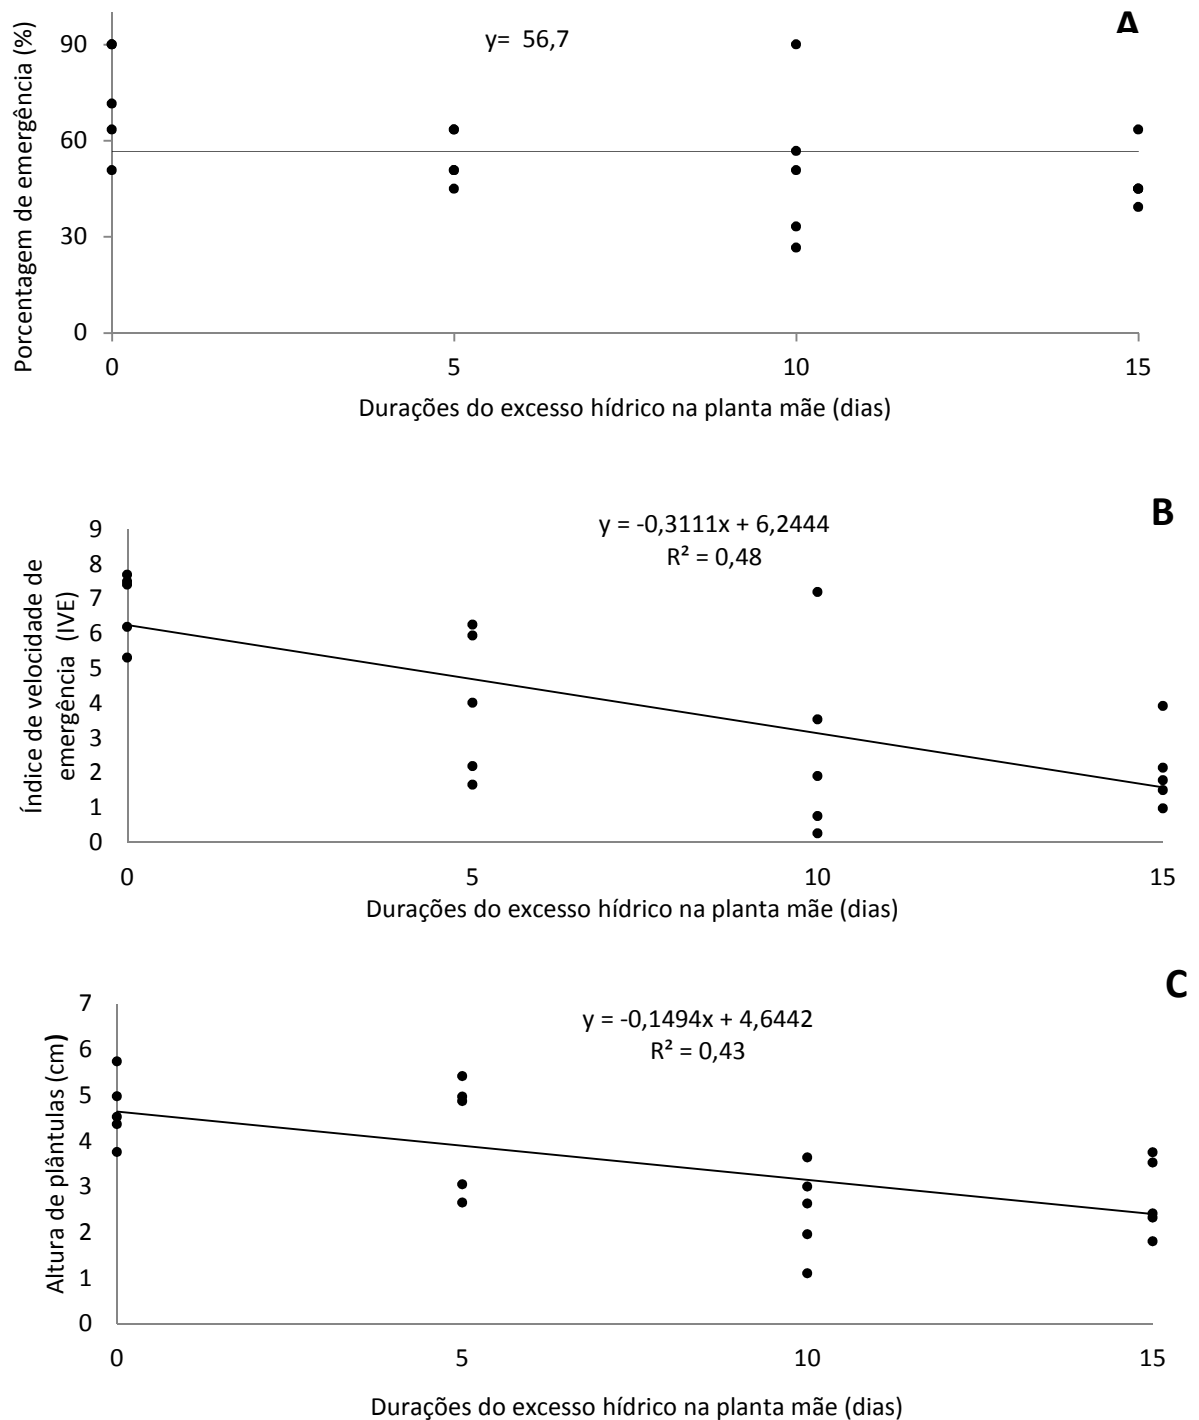 A
y= 56,7
Porcentagem de emergência (%)
90
60
30
0
0 5 10 15
Durações do excesso hídrico na planta mãe (dias)
B
y = -0,3111x + 6,2444
R² = 0,48
Índice de velocidade de
emergência (IVE)
9
8
7
6
5
4
3
2
1
0
0 5 10 15
Durações do excesso hídrico na planta mãe (dias)
C
y = -0,1494x + 4,6442
R² = 0,43
Altura de plântulas (cm)
7
6
5
4
3
2
1
0
0 5 10 15
Durações do excesso hídrico na planta mãe (dias)